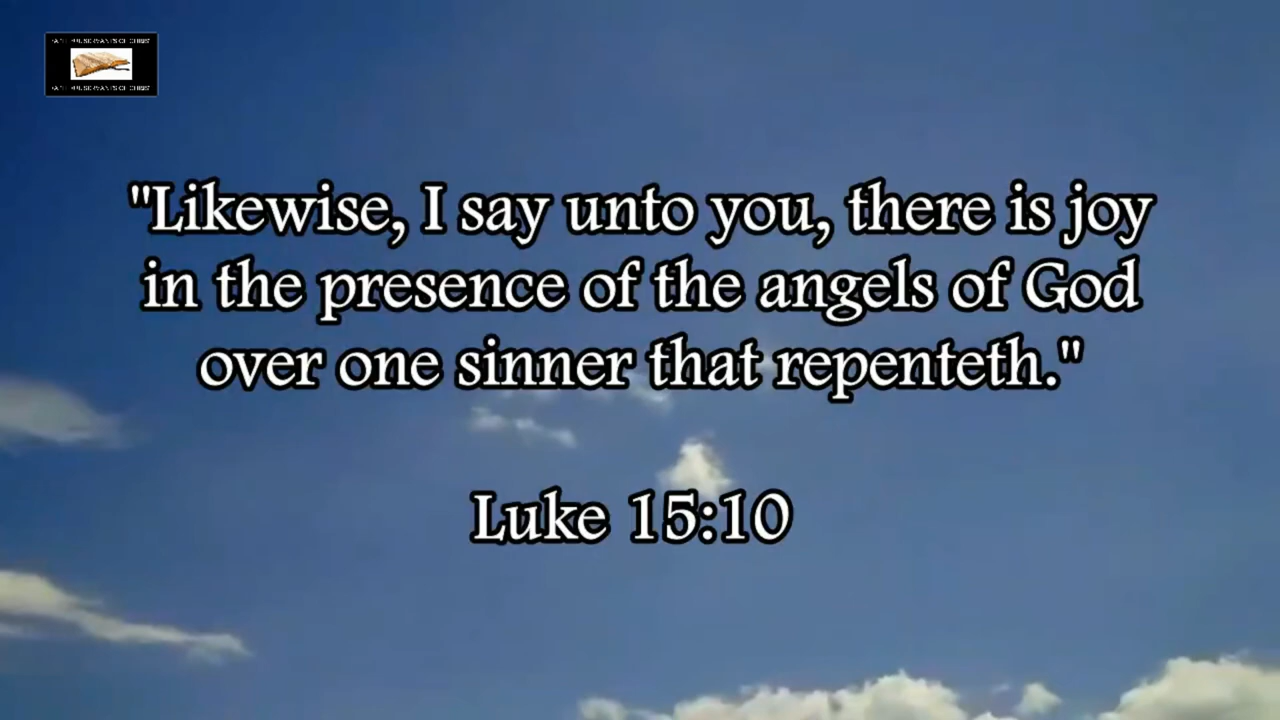 "Likewise, I say unto you, there is joy
in the presence of the angels of God
over one sinner that repenteth."
Luke 15:10